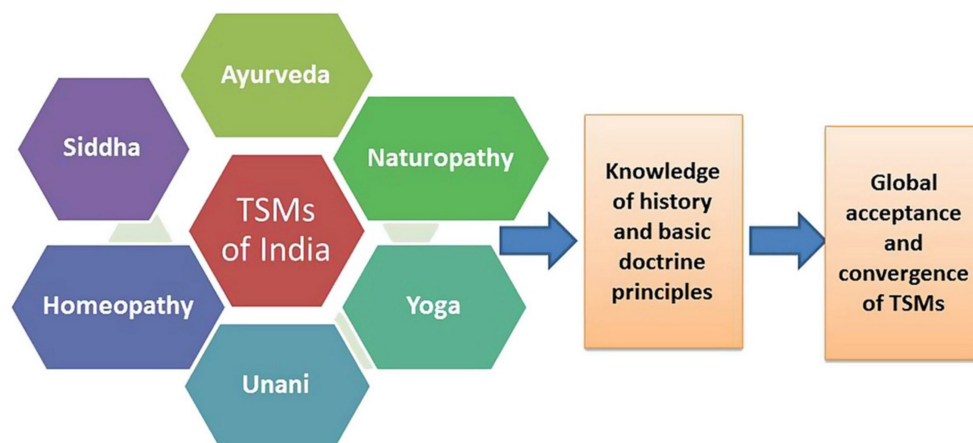 Ayurveda
Siddha
Naturopathy
TSMs
of India
Homeopathy
Yoga
Unani
Knowledge
of history
and basic
doctrine
principles
Global
acceptance
and
convergence
of TSMs